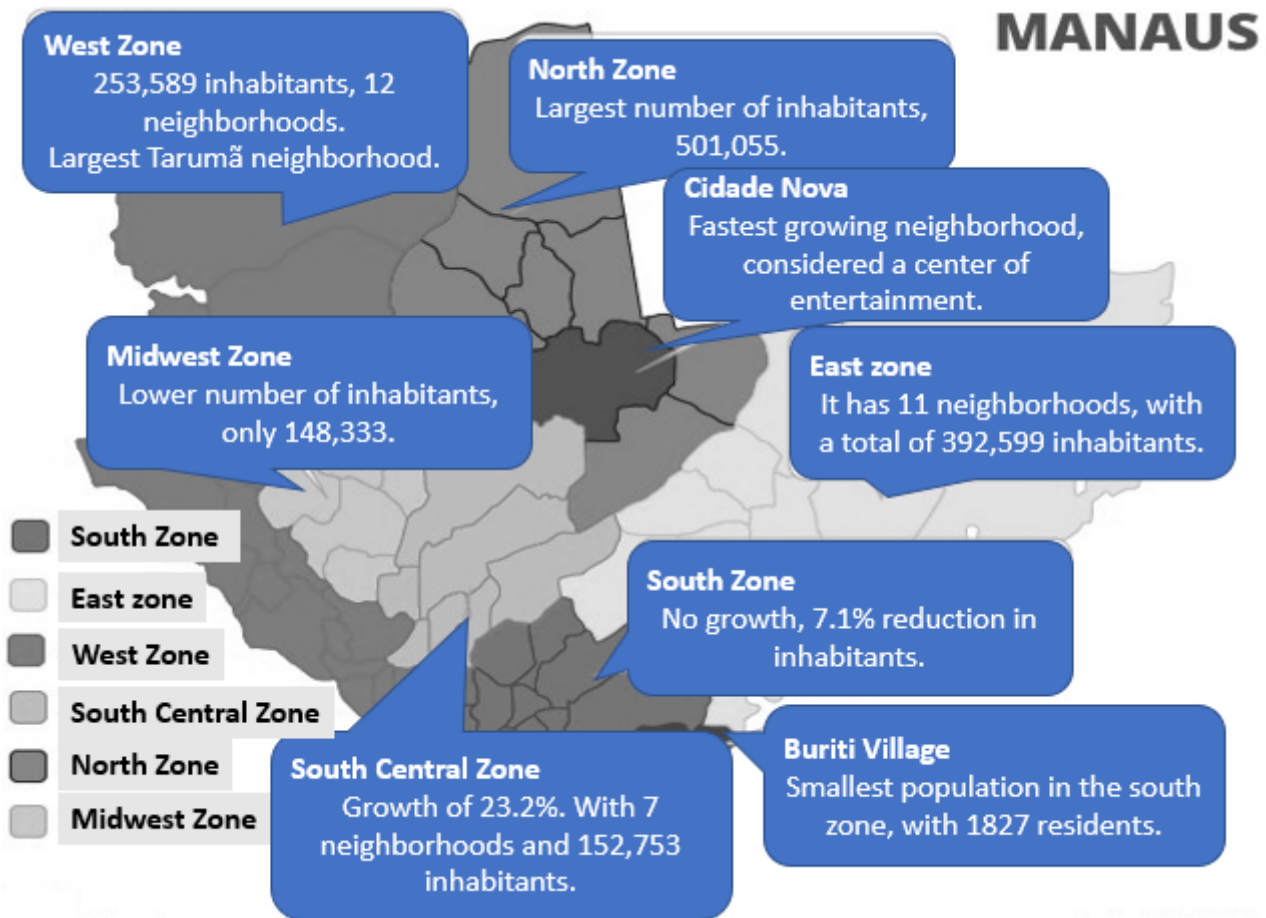 MANAUS
West Zone
253,589 inhabitants, 12
neighborhoods.
Largest Tarumã neighborhood.
North Zone
Largest number of inhabitants,
501,055.
Cidade Nova
Fastest growing neighborhood,
considered a center of
entertainment.
Midwest Zone
Lower number of inhabitants,
only 148,333.
East zone
It has 11 neighborhoods, with
a total of 392,599 inhabitants.
South Zone
East zone
West Zone
South Central Zone
North Zone
Midwest Zone
South Zone
No growth, 7.1% reduction in
inhabitants.
South Central Zone
Growth of 23.2%. With 7
neighborhoods and 152,753
inhabitants.
Buriti Village
Smallest population in the south
zone, with 1827 residents.